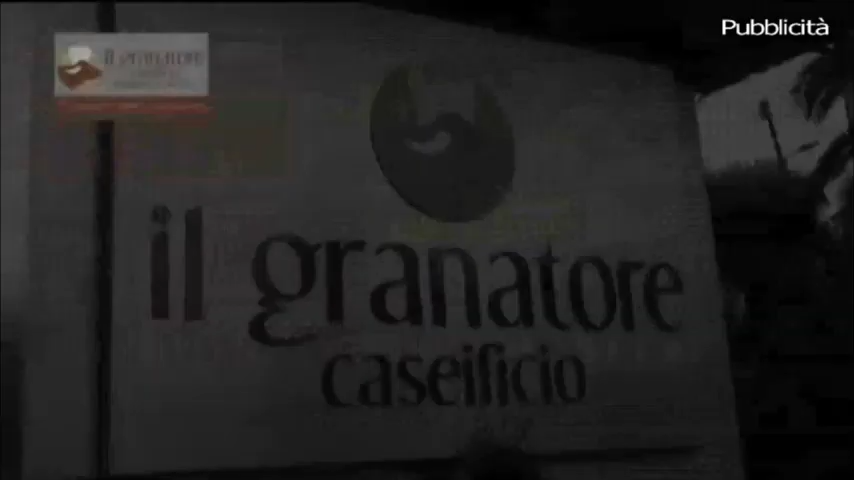 Pubblicità
il granatore
il granatore
caseificio